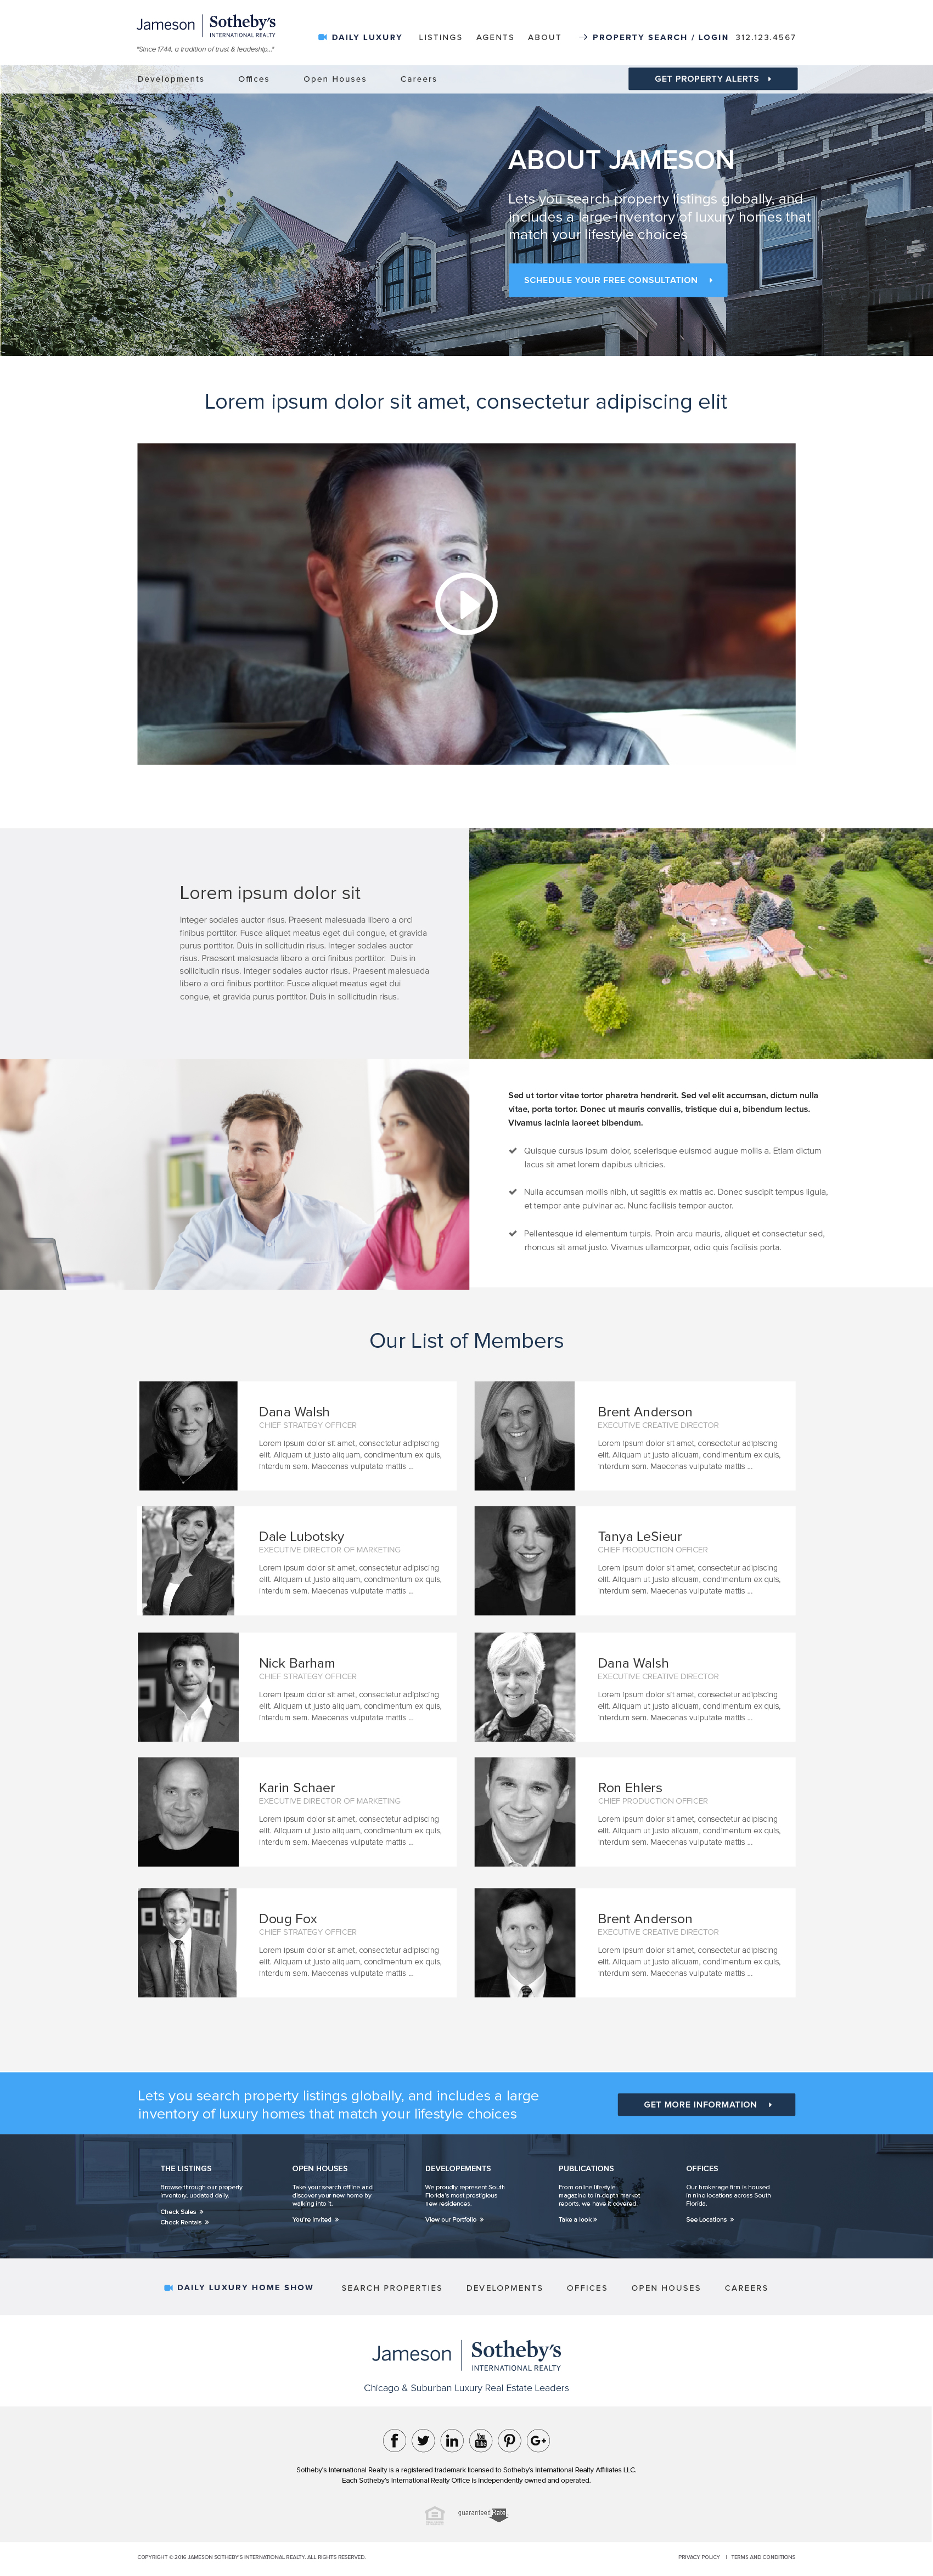 Jameson
Sotheby's
INTERNATIONAL REALTY
"Since 1744, a tradition of trust & leadership..."
DAILY LUXURY
LISTINGS
AGENTS
ABOUT
PROPERTY SEARCH / LOGIN
312.123.4567
Developments
Offices
Open Houses
Careers
GET PROPERTY ALERTS
ABOUT JAMESON
Lets you search property listings globally, and
includes a large inventory of luxury homes that
match your lifestyle choices
SCHEDULE YOUR FREE CONSULTATION
Lorem ipsum dolor sit amet, consectetur adipiscing elit
Lorem ipsum dolor sit
Integer sodales auctor risus. Praesent malesuada libero a orci
finibus porttitor. Fusce aliquet meatus eget dui congue, et gravida
purus porttitor. Duis in sollicitudin risus. Integer sodales auctor
risus. Praesent malesuada libero a orci finibus porttitor. Duis in
sollicitudin risus. Integer sodales auctor risus. Praesent malesuada
libero a orci finibus porttitor. Fusce aliquet meatus eget dui
congue, et gravida purus porttitor. Duis in sollicitudin risus.
Sed ut tortor vitae tortor pharetra hendrerit. Sed vel elit accumsan, dictum nulla
vitae, porta tortor. Donec ut mauris convallis, tristique dui a, bibendum lectus.
Vivamus lacinia laoreet bibendum.
Quisque cursus ipsum dolor, scelerisque euismod augue mollis a. Etiam dictum
lacus sit amet lorem dapibus ultricies.
Nulla accumsan mollis nibh, ut sagittis ex mattis ac. Donec suscipit tempus ligula,
et tempor ante pulvinar ac. Nunc facilisis tempor auctor.
Pellentesque id elementum turpis. Proin arcu mauris, aliquet et consectetur sed,
rhoncus sit amet justo. Vivamus ullamcorper, odio quis facilisis porta.
Our List of Members
Dana Walsh
CHIEF STRATEGY OFFICER
Lorem ipsum dolor sit amet, consectetur adipiscing
elit. Aliquam ut justo aliquam, condimentum ex quis,
interdum sem. Maecenas vulputate mattis ...
Brent Anderson
EXECUTIVE CREATIVE DIRECTOR
Lorem ipsum dolor sit amet, consectetur adipiscing
elit. Aliquam ut justo aliquam, condimentum ex quis,
interdum sem. Maecenas vulputate mattis ...
Dale Lubotsky
EXECUTIVE DIRECTOR OF MARKETING
Lorem ipsum dolor sit amet, consectetur adipiscing
elit. Aliquam ut justo aliquam, condimentum ex quis,
interdum sem. Maecenas vulputate mattis ...
Tanya LeSieur
CHIEF PRODUCTION OFFICER
Lorem ipsum dolor sit amet, consectetur adipiscing
elit. Aliquam ut justo aliquam, condimentum ex quis,
interdum sem. Maecenas vulputate mattis ...
Nick Barham
CHIEF STRATEGY OFFICER
Lorem ipsum dolor sit amet, consectetur adipiscing
elit. Aliquam ut justo aliquam, condimentum ex quis,
interdum sem. Maecenas vulputate mattis ...
Dana Walsh
EXECUTIVE CREATIVE DIRECTOR
Lorem ipsum dolor sit amet, consectetur adipiscing
elit. Aliquam ut justo aliquam, condimentum ex quis,
interdum sem. Maecenas vulputate mattis ...
Karin Schaer
EXECUTIVE DIRECTOR OF MARKETING
Lorem ipsum dolor sit amet, consectetur adipiscing
elit. Aliquam ut justo aliquam, condimentum ex quis,
interdum sem. Maecenas vulputate mattis ...
Ron Ehlers
CHIEF PRODUCTION OFFICER
Lorem ipsum dolor sit amet, consectetur adipiscing
elit. Aliquam ut justo aliquam, condimentum ex quis,
interdum sem. Maecenas vulputate mattis ...
Doug Fox
CHIEF STRATEGY OFFICER
Lorem ipsum dolor sit amet, consectetur adipiscing
elit. Aliquam ut justo aliquam, condimentum ex quis,
interdum sem. Maecenas vulputate mattis ...
Brent Anderson
EXECUTIVE CREATIVE DIRECTOR
Lorem ipsum dolor sit amet, consectetur adipiscing
elit. Aliquam ut justo aliquam, condimentum ex quis,
interdum sem. Maecenas vulputate mattis ...
Lets you search property listings globally, and includes a large
inventory of luxury homes that match your lifestyle choices
GET MORE INFORMATION
THE LISTINGS
Browse through our property
inventory, updated daily.
Check Sales »
Check Rentals »
OPEN HOUSES
Take your search offline and
discover your new home by
walking into it.
You're invited »
DEVELOPEMENTS
We proudly represent South
Florida's most prestigious
new residences.
View our Portfolio »
PUBLICATIONS
From online lifestyle
magazine to in-depth market
reports, we have it covered.
Take a look »
OFFICES
Our brokerage firm is housed
in nine locations across South
Florida.
See Locations »
DAILY LUXURY HOME SHOW
SEARCH PROPERTIES
DEVELOPMENTS
OFFICES
OPEN HOUSES
CAREERS
Jameson
Sotheby's
INTERNATIONAL REALTY
Chicago & Suburban Luxury Real Estate Leaders
You Tube
G+
Sotheby's International Realty is a registered trademark licensed to Sotheby's International Realty Affiliates LLC.
Each Sotheby's International Realty Office is independently owned and operated.
guaranteed Rate
COPYRIGHT © 2016 JAMESON SOTHEBY'S INTERNATIONAL REALTY. ALL RIGHTS RESERVED.
PRIVACY POLICY | TERMS AND CONDITIONS